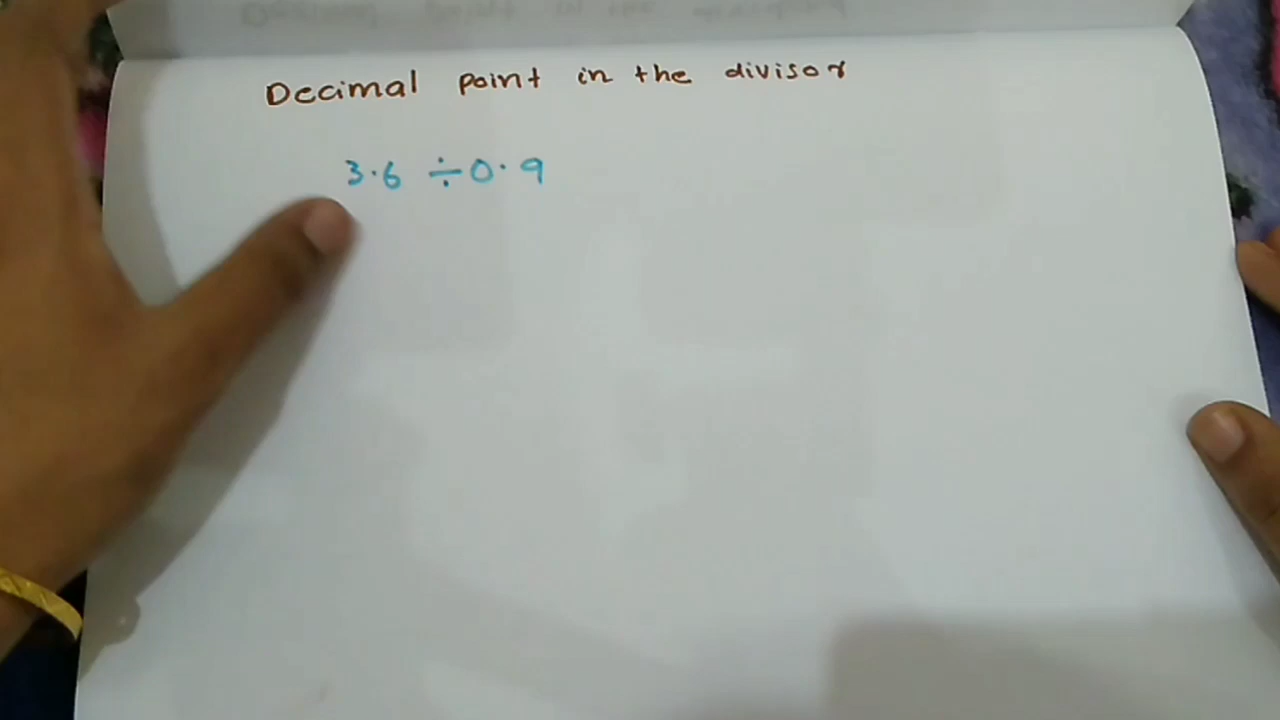 Decimal point in the divisor
3.6 ÷ 0.9